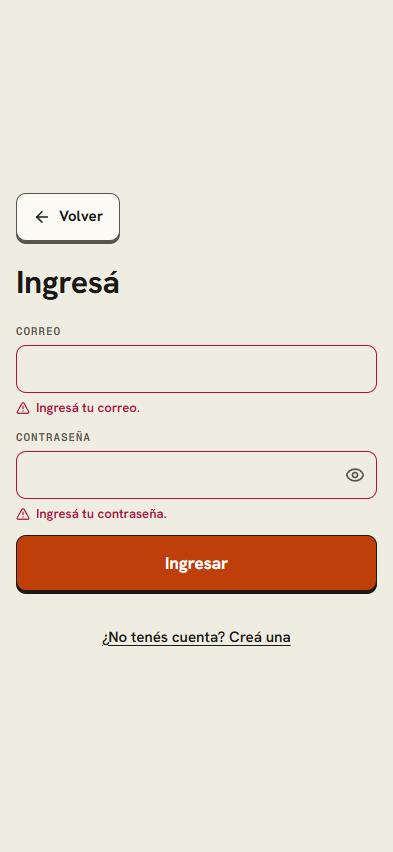 Volver
Ingresá
CORREO
Ingresá tu correo.
CONTRASEÑA
Ingresá tu contraseña.
Ingresar
¿No tenés cuenta? Creá una